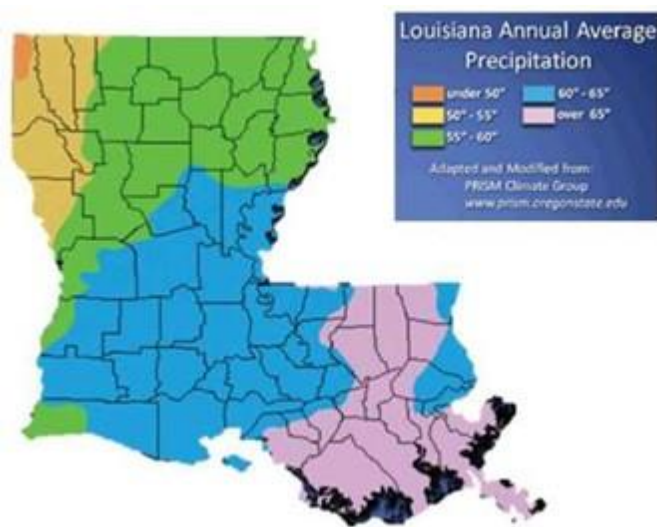 Louisiana Annual Average
Precipitation
under 50"
50" - 55"
55" - 60"
60" - 65"
over 65"
Adapted and Modified from:
PRISM Climate Group
www.prism.oregonstate.edu